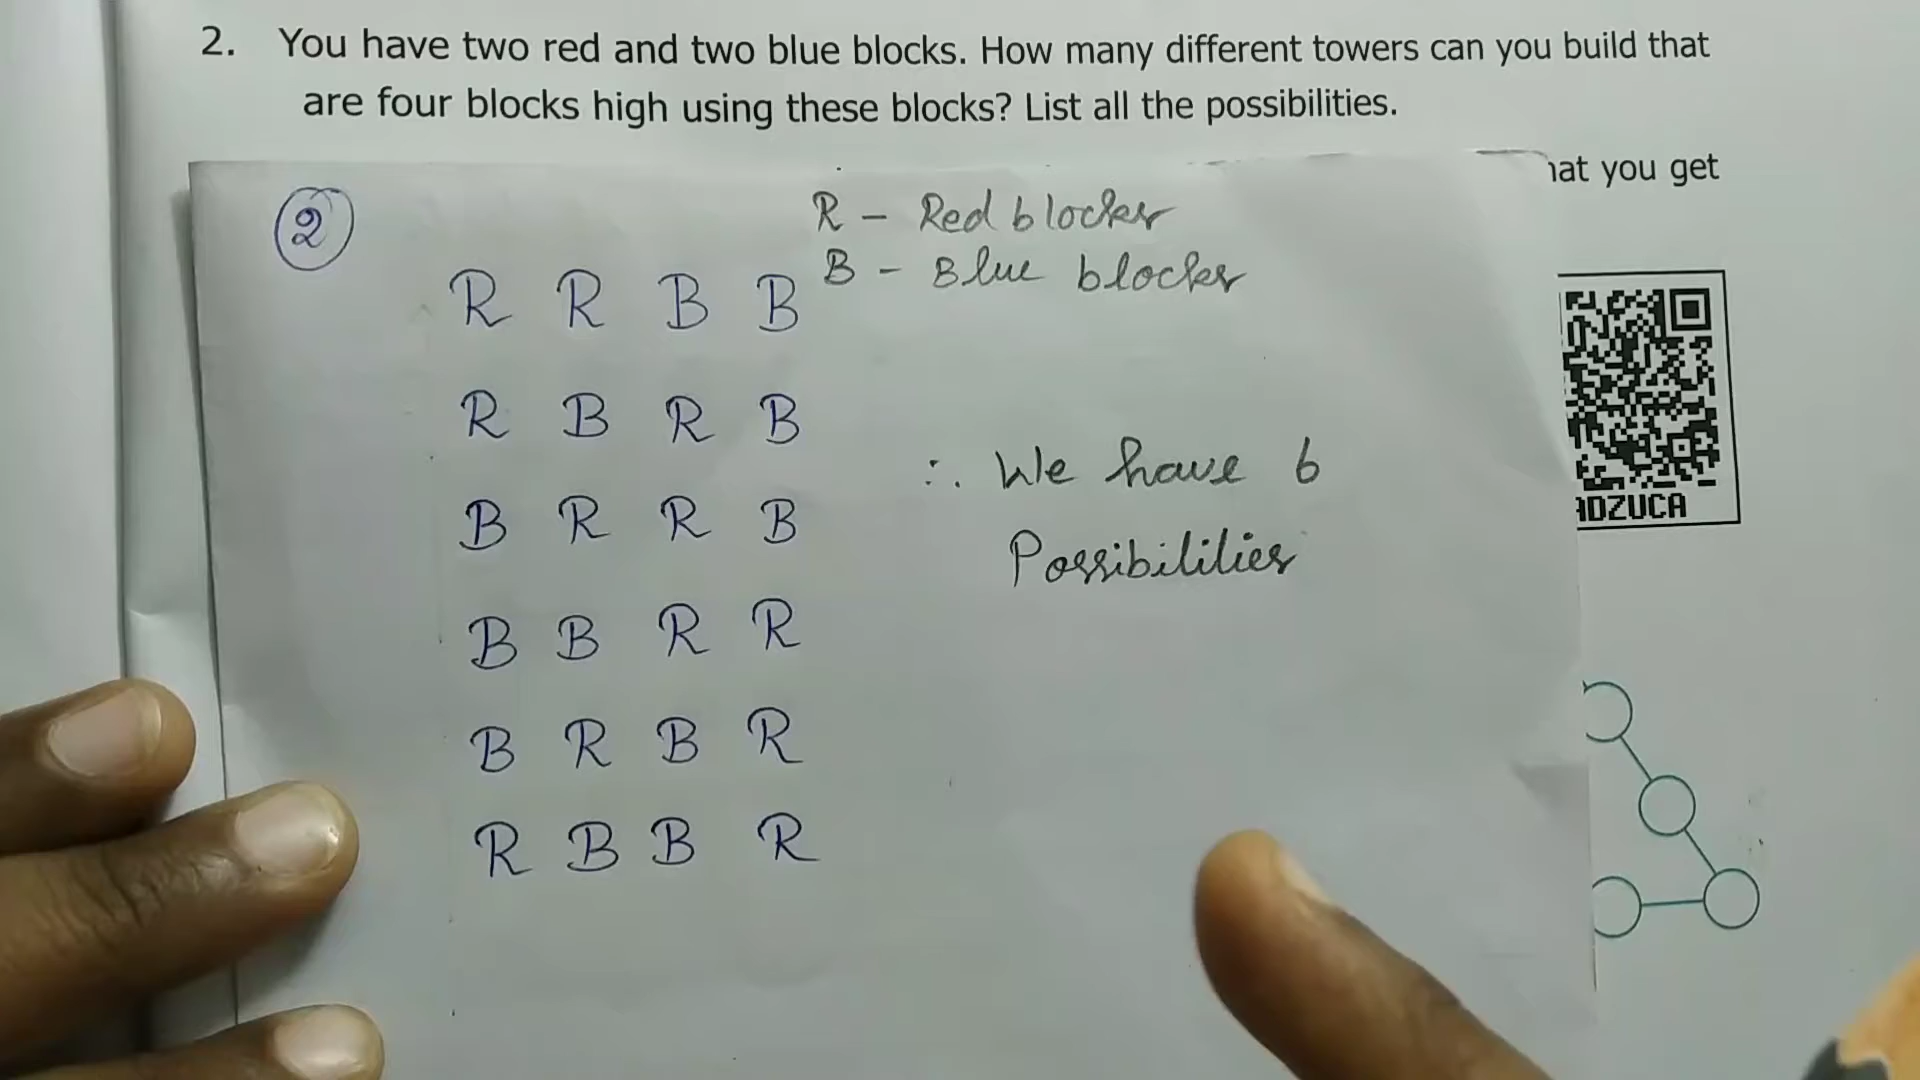 2. You have two red and two blue blocks. How many different towers can you build that
are four blocks high using these blocks? List all the possibilities.
hat you get
2
R – Red blocks
B – Blue blocks
R R B B
R B R B
B R R B
B B R R
B R B R
R B B R
∴ We have 6
Possibilities
DZUCA